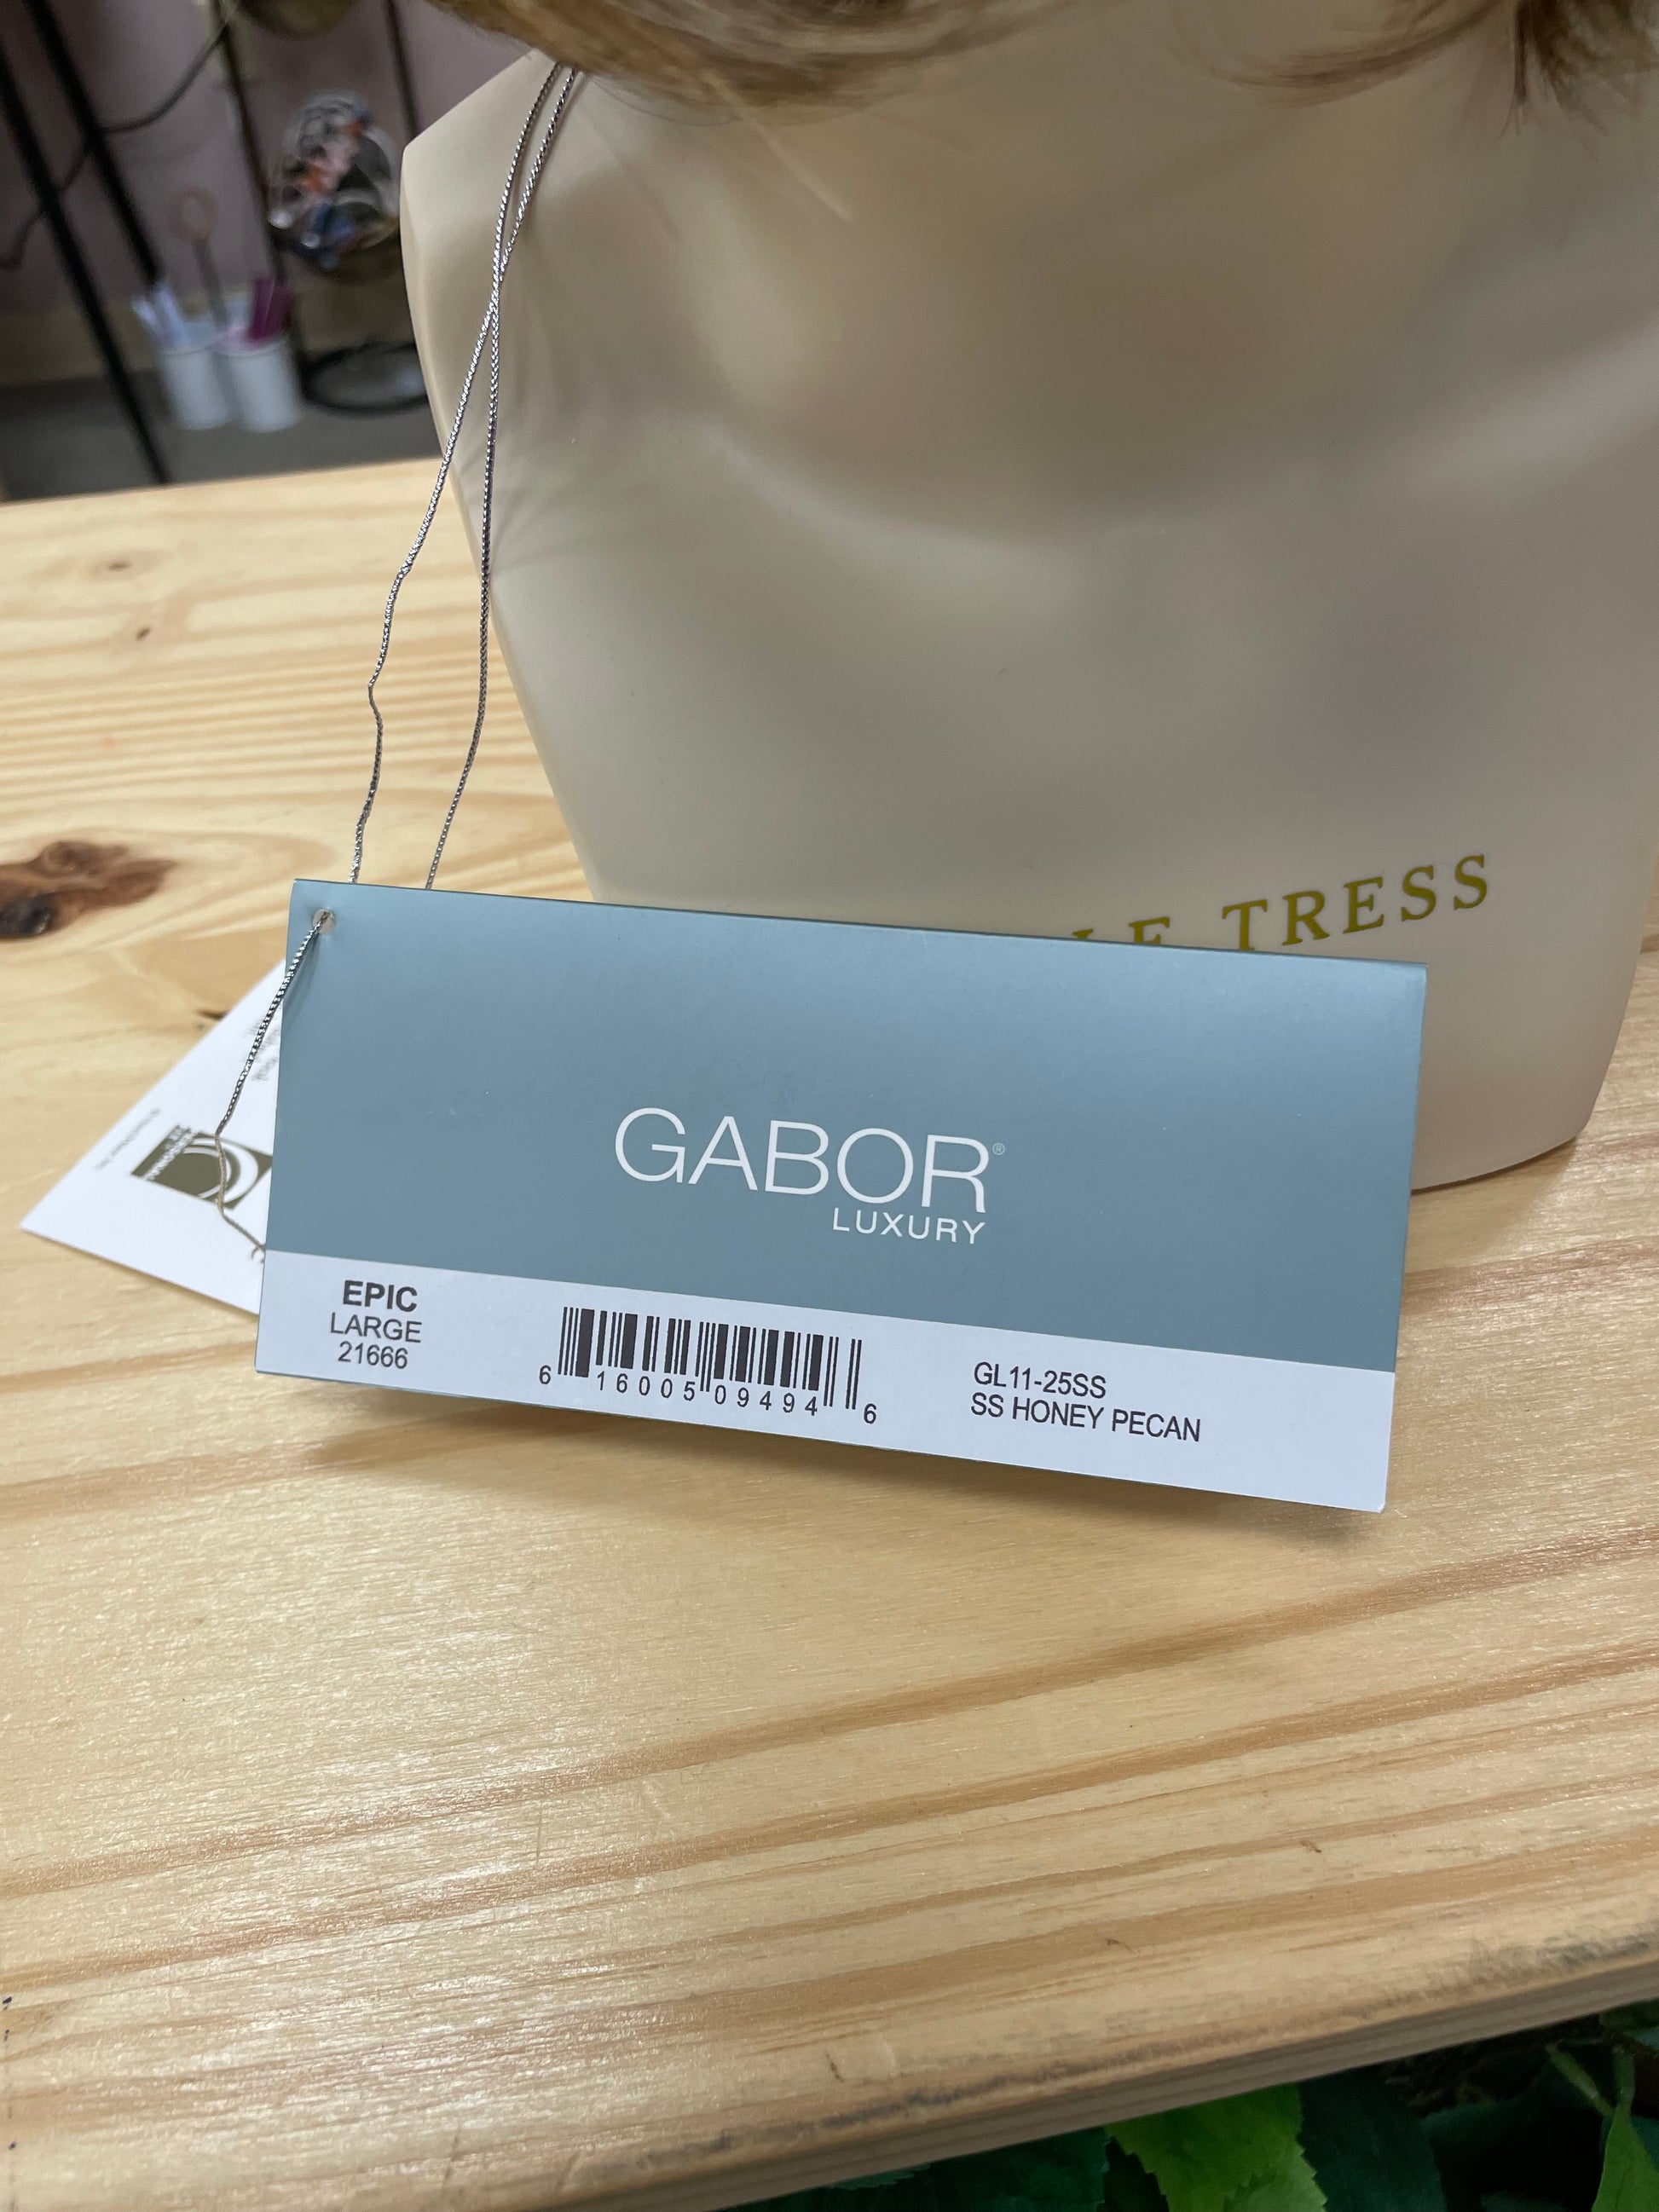 TRESS
GABOR®
LUXURY
EPIC
LARGE
21666
6 16005 09494 6
GL11-25SS
SS HONEY PECAN